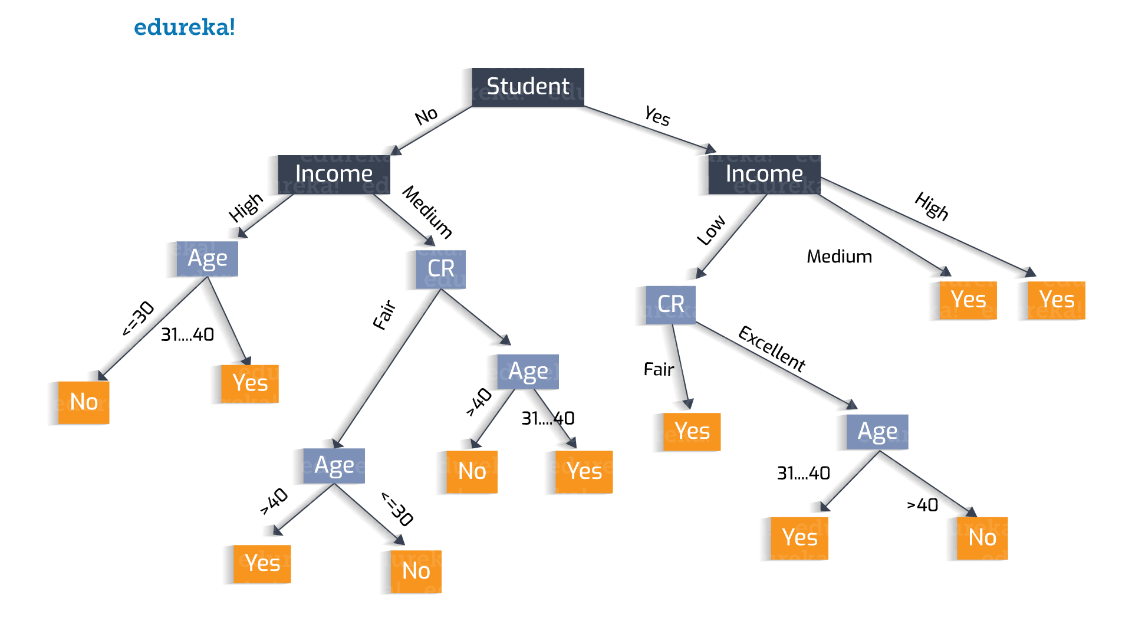 edureka!
Student
No
Yes
Income
Income
High
Medium
Low
Medium
High
Age
CR
CR
Yes
Yes
<=30
31....40
Fair
Fair
Excellent
No
Yes
Age
>40
31....40
Yes
Age
Age
No
Yes
31....40
>40
>40
<=30
Yes
No
Yes
No